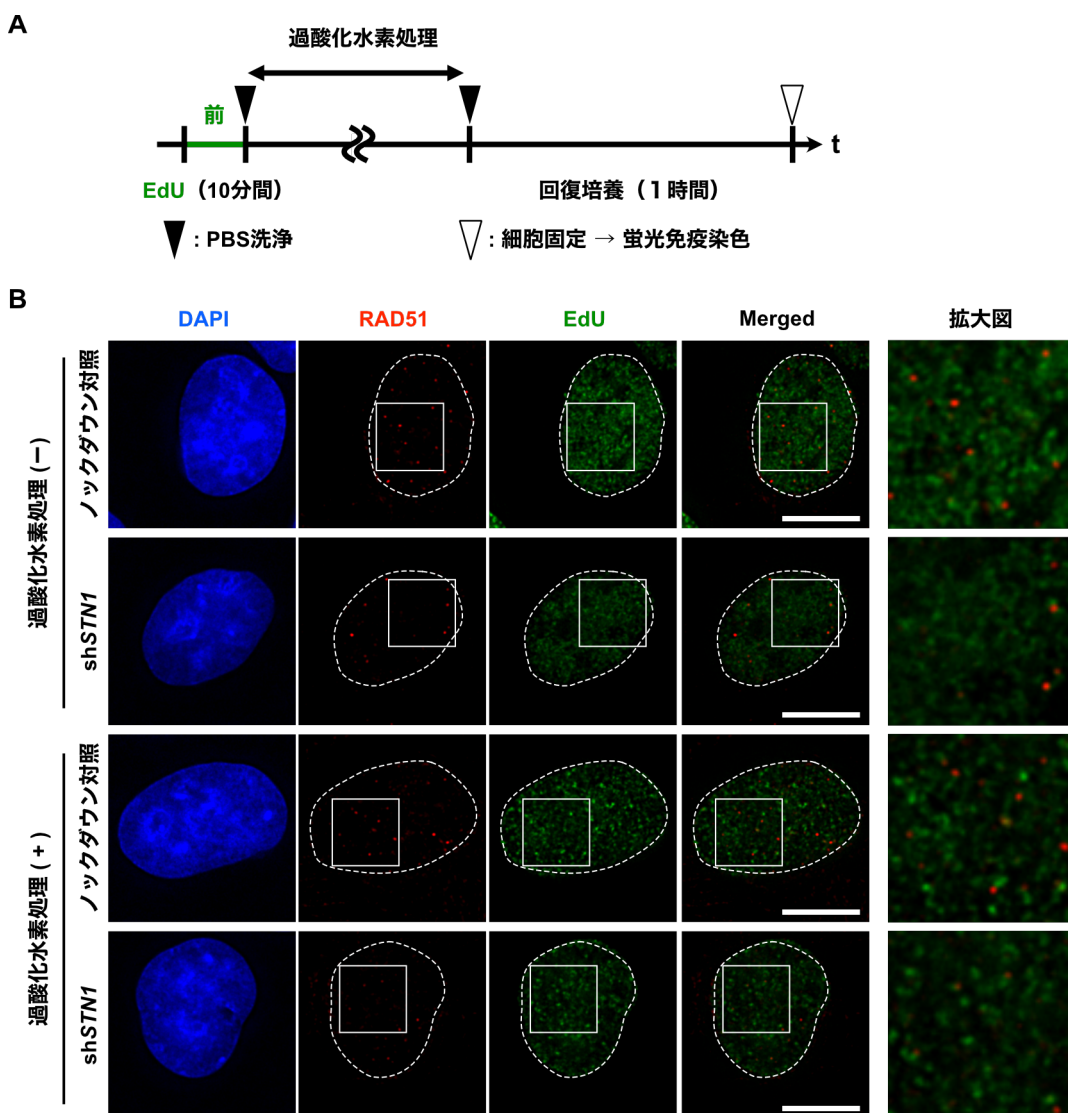 A
過酸化水素処理
前
t
EdU（10分間）
回復培養（１時間）
: PBS洗浄
: 細胞固定 → 蛍光免疫染色
B
DAPI
RAD51
EdU
Merged
拡大図
過酸化水素処理 (ー)
ノックダウン対照
shSTN1
過酸化水素処理 (+)
ノックダウン対照
shSTN1